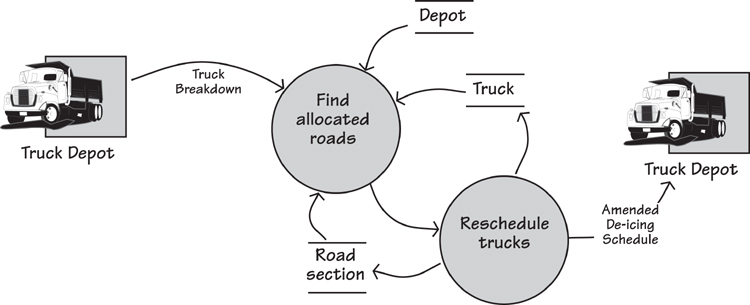 Depot
Truck
Breakdown
Truck
Find
allocated
roads
Truck Depot
Truck Depot
Reschedule
trucks
Amended
De-icing
Schedule
Road
section